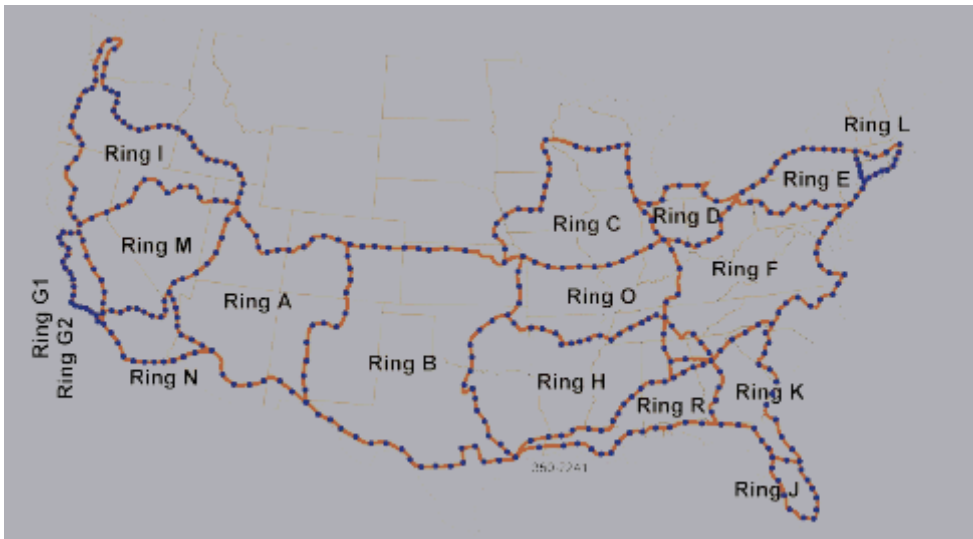 Ring L
Ring I
Ring E
Ring D
Ring C
Ring M
Ring F
Ring A
Ring O
Ring G1
Ring G2
Ring B
Ring N
Ring H
Ring K
Ring R
Ring J